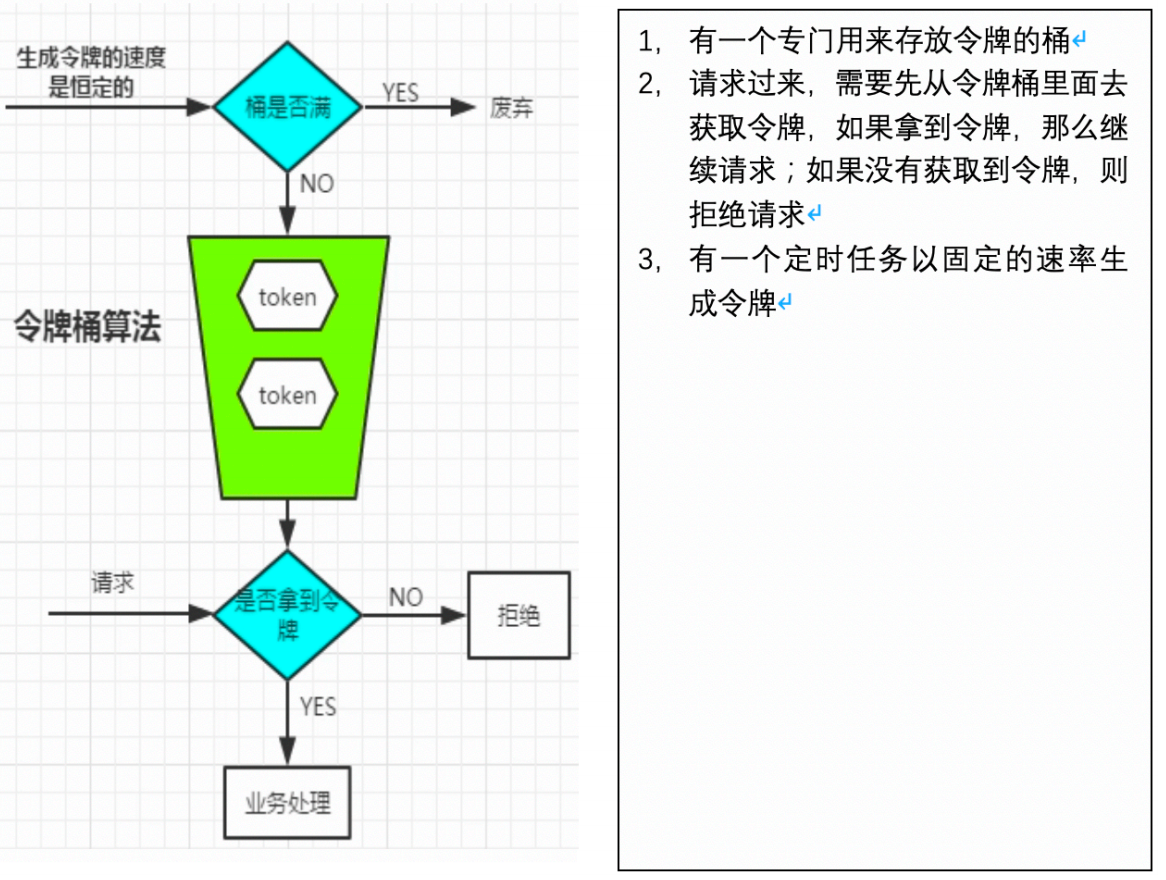 生成令牌的速度
是恒定的
桶是否满
YES
废弃
NO
token
令牌桶算法
token
请求
是否拿到令
牌
NO
拒绝
YES
业务处理
1， 有一个专门用来存放令牌的桶
2， 请求过来，需要先从令牌桶里面去
获取令牌，如果拿到令牌，那么继
续请求；如果没有获取到令牌，则
拒绝请求
3， 有一个定时任务以固定的速率生
成令牌